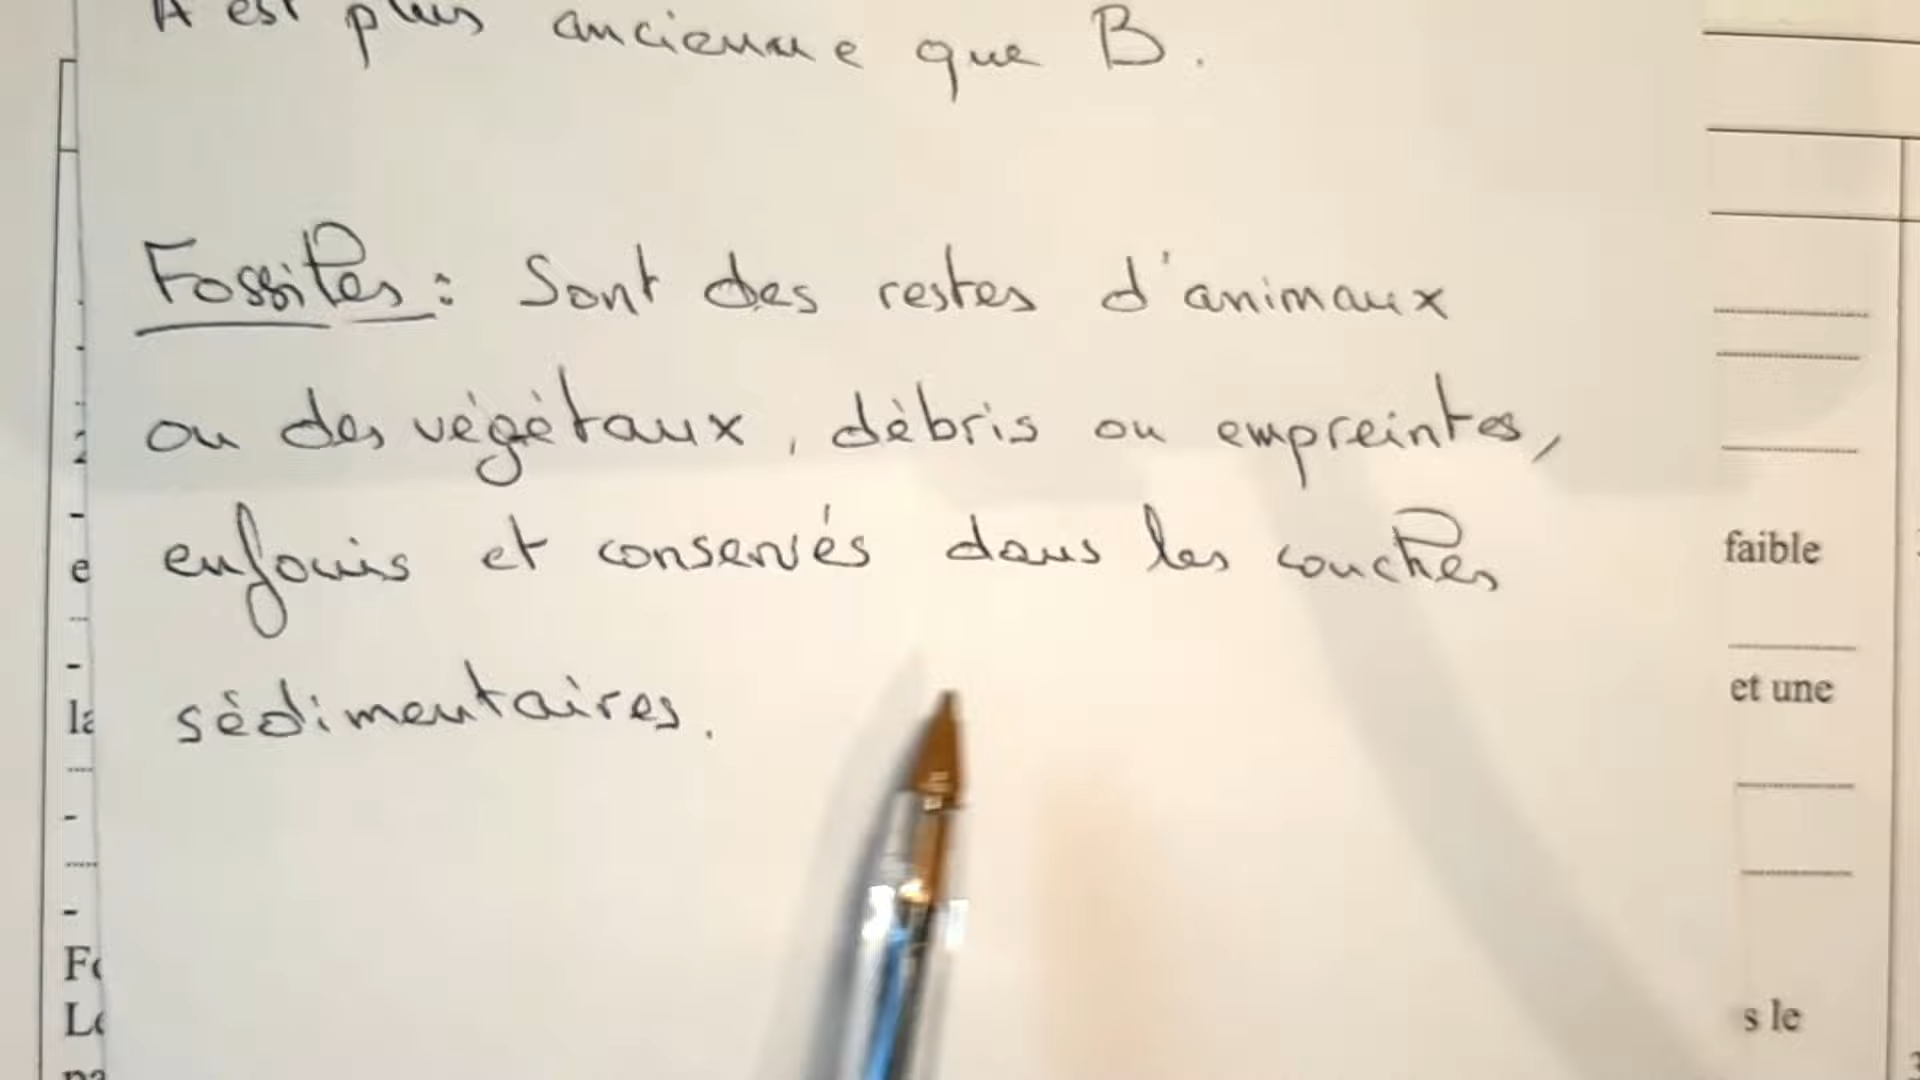 A est plus ancienne que B.
Fossiles : Sont des restes d'animaux
ou des végétaux, débris ou empreintes,
enfouis et conservés dans les couches
sédimentaires.
faible
et une
s le